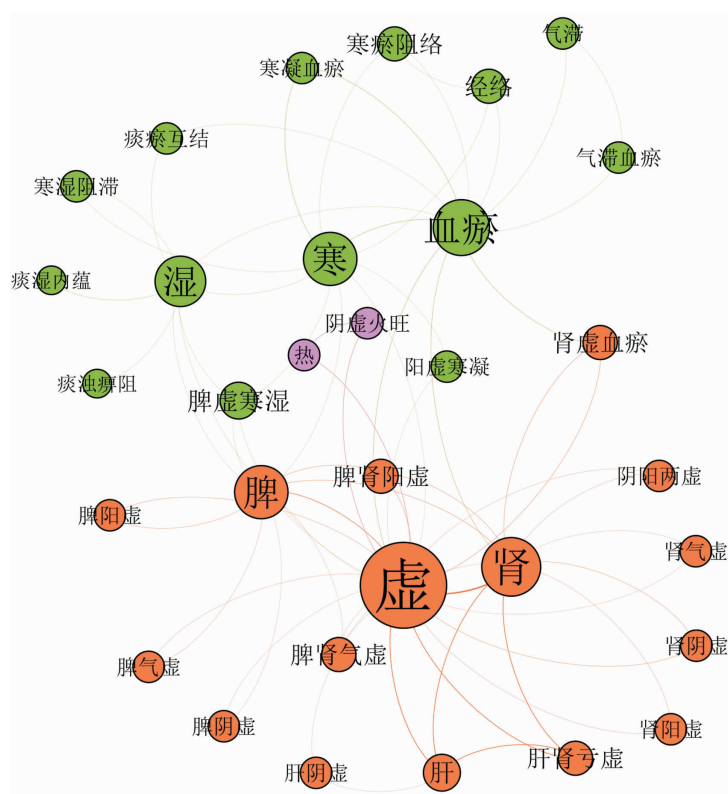 气滞
寒瘀阻络
寒凝血瘀
经络
痰瘀互结
气滞血瘀
寒湿阻滞
血瘀
寒
湿
痰湿内蕴
阴虚火旺
肾虚血瘀
热
阳虚寒凝
痰浊痹阻
脾虚寒湿
脾肾阳虚
阴阳两虚
脾
脾阳虚
肾气虚
肾
虚
肾阴虚
脾肾气虚
脾气虚
脾阴虚
肾阳虚
肝肾亏虚
肝阴虚
肝